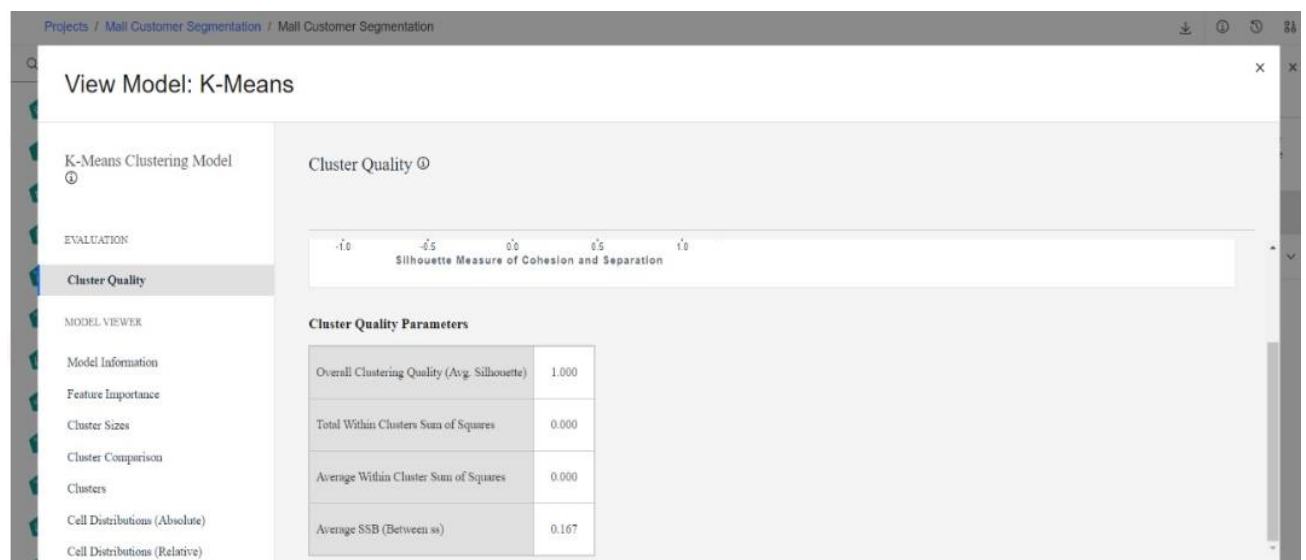 Projects / Mall Customer Segmentation / Mall Customer Segmentation
View Model: K-Means
K-Means Clustering Model
EVALUATION
Cluster Quality
MODEL VIEWER
Model Information
Feature Importance
Cluster Sizes
Cluster Comparison
Clusters
Cell Distributions (Absolute)
Cell Distributions (Relative)
Cluster Quality
-1.0 -0.5 0.0 0.5 1.0
Silhouette Measure of Cohesion and Separation
Cluster Quality Parameters
Overall Clustering Quality (Avg. Silhouette) 1.000
Total Within Clusters Sum of Squares 0.000
Average Within Cluster Sum of Squares 0.000
Average SSB (Between ss) 0.167